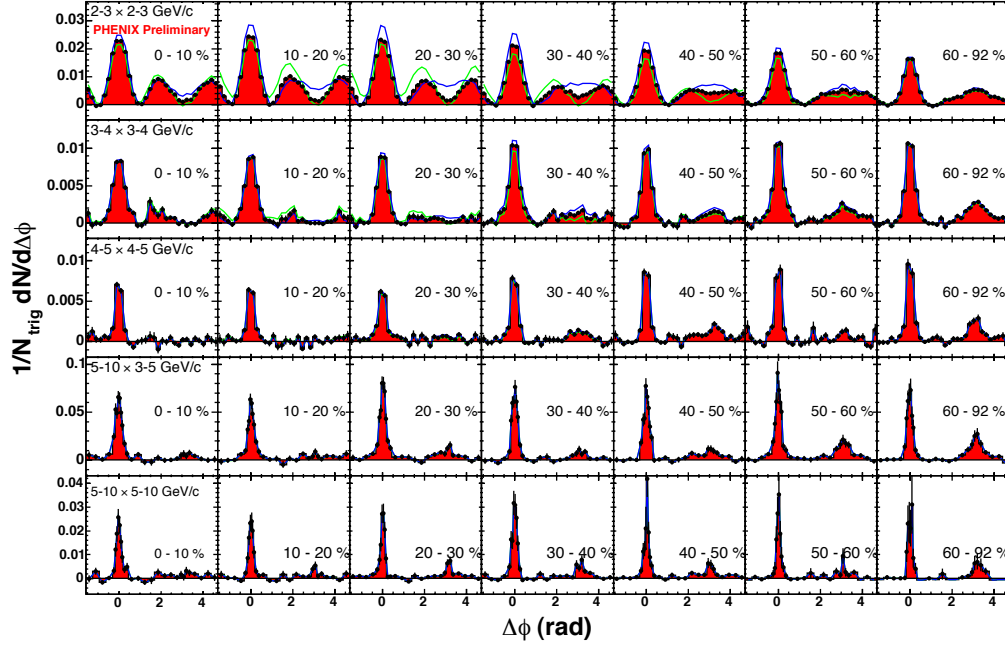 1/N_trig dN/dΔϕ
2-3 × 2-3 GeV/c
PHENIX Preliminary
0 - 10 % 10 - 20 % 20 - 30 % 30 - 40 % 40 - 50 % 50 - 60 % 60 - 92 %
0.03
0.02
0.01
0
3-4 × 3-4 GeV/c
0 - 10 % 10 - 20 % 20 - 30 % 30 - 40 % 40 - 50 % 50 - 60 % 60 - 92 %
0.01
0.005
0
4-5 × 4-5 GeV/c
0 - 10 % 10 - 20 % 20 - 30 % 30 - 40 % 40 - 50 % 50 - 60 % 60 - 92 %
0.01
0.005
0
5-10 × 3-5 GeV/c
0 - 10 % 10 - 20 % 20 - 30 % 30 - 40 % 40 - 50 % 50 - 60 % 60 - 92 %
0.1
0.05
0
5-10 × 5-10 GeV/c
0 - 10 % 10 - 20 % 20 - 30 % 30 - 40 % 40 - 50 % 50 - 60 % 60 - 92 %
0.04
0.03
0.02
0.01
0
0 2 4 0 2 4 0 2 4 0 2 4 0 2 4 0 2 4 0 2 4
Δϕ (rad)